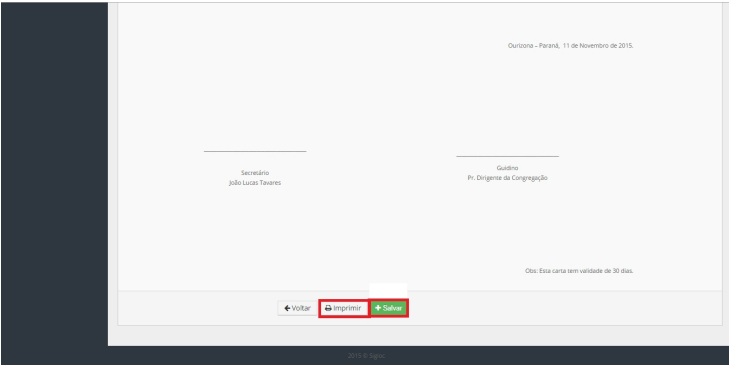 Ourizona – Paraná, 11 de Novembro de 2015.
Guidino
Secretário
Pr. Dirigente da Congregação
João Lucas Tavares
Obs: Esta carta tem validade de 30 dias.
Voltar Imprimir Salvar
2015 © Signo